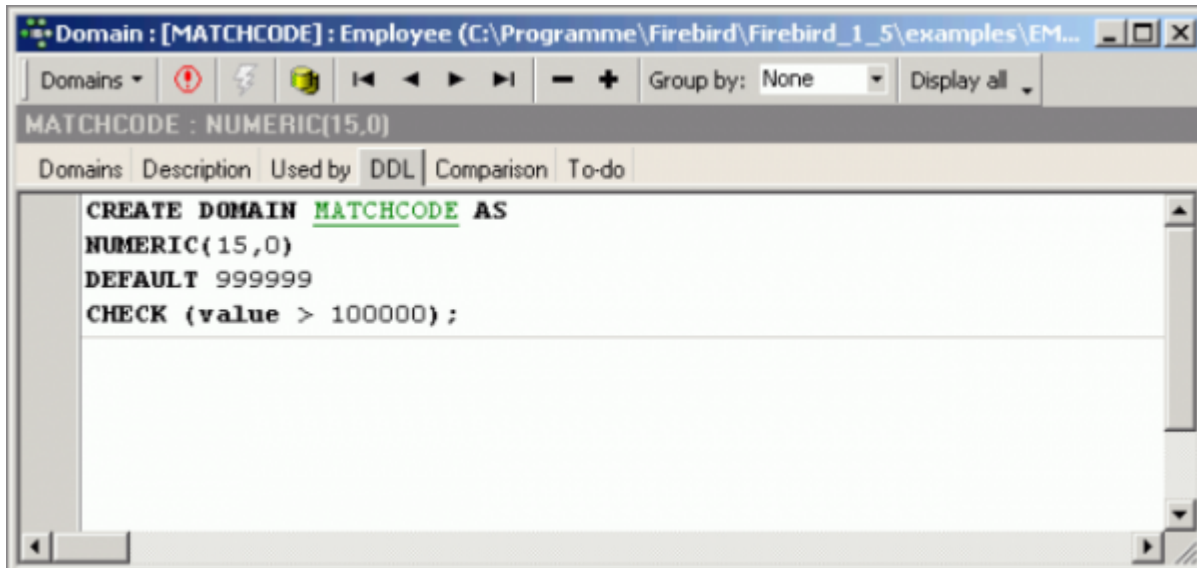 Domain : [MATCHCODE] : Employee (C:\Programme\Firebird\Firebird_1_5\examples\EM...
Domains Group by: None Display all
MATCHCODE : NUMERIC(15,0)
Domains Description Used by DDL Comparison To-do
CREATE DOMAIN MATCHCODE AS
NUMERIC(15,0)
DEFAULT 999999
CHECK (value > 100000);